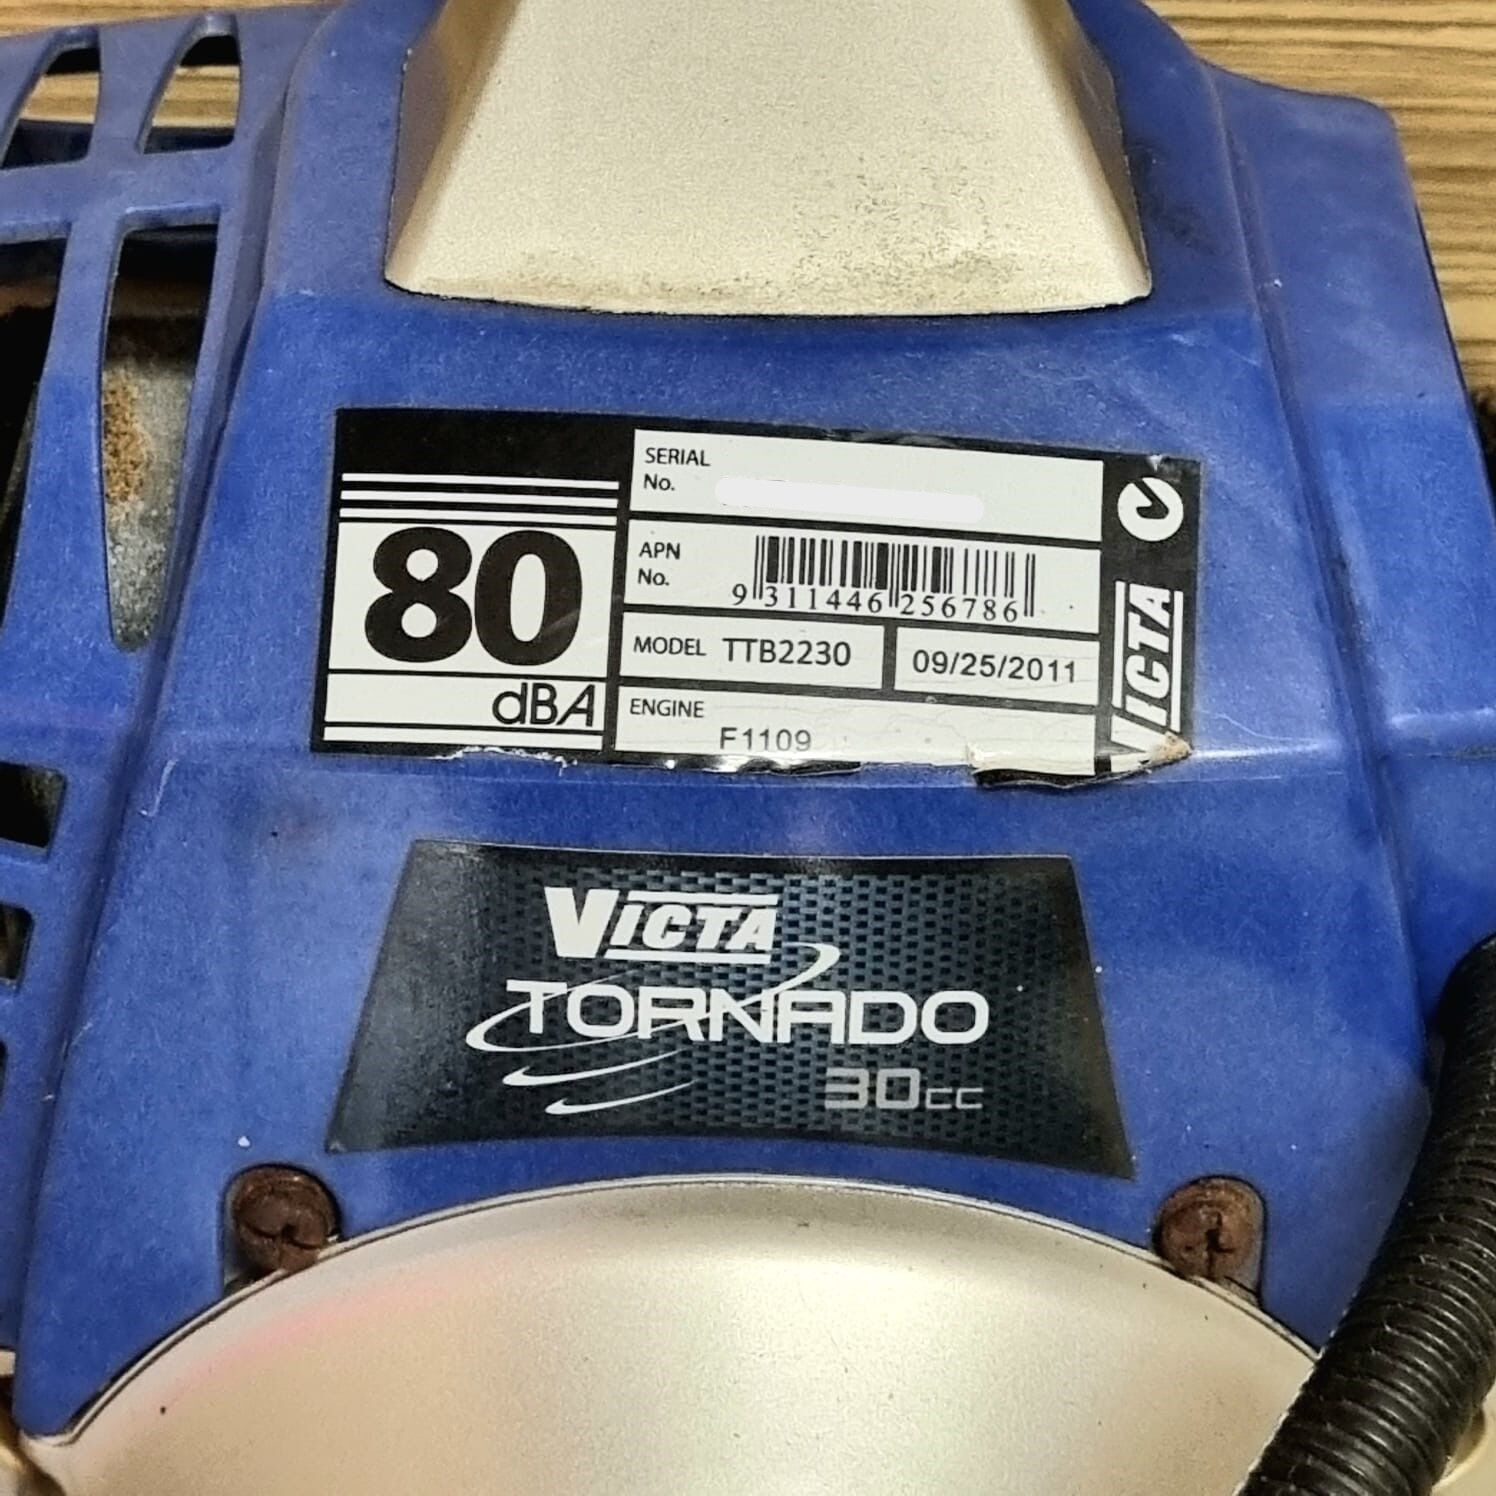 80
dBA
SERIAL
No.
APN
No.
9 311446 256786
MODEL TTB2230
09/25/2011
ENGINE
F1109
VICTA
VICTA
TORNADO
30cc